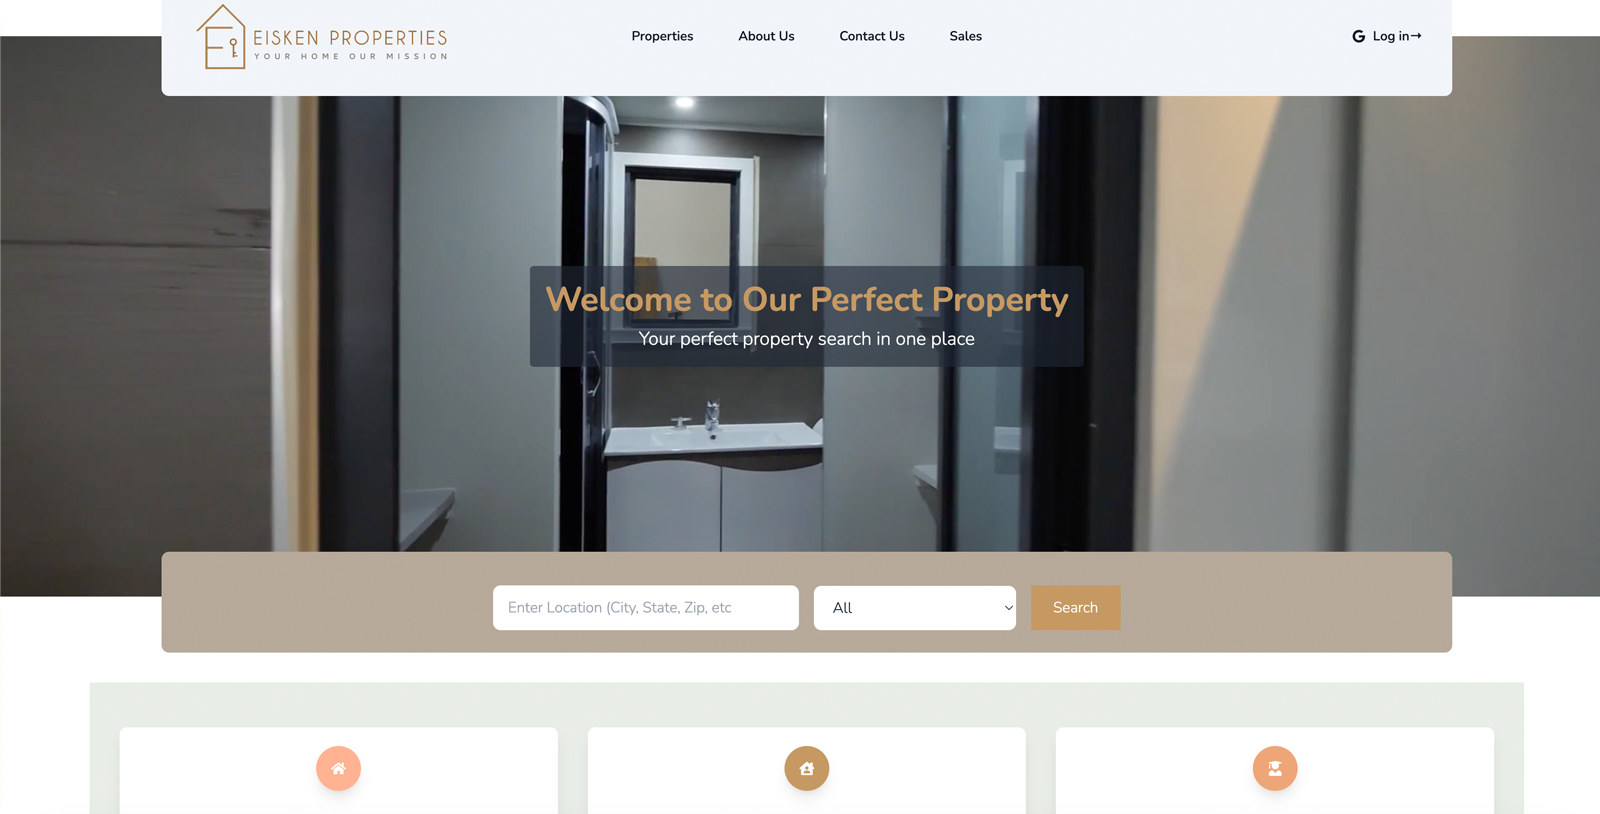 EISKEN PROPERTIES
YOUR HOME OUR MISSION
Properties
About Us
Contact Us
Sales
Log in→
Welcome to Our Perfect Property
Your perfect property search in one place
Enter Location (City, State, Zip, etc
All
Search